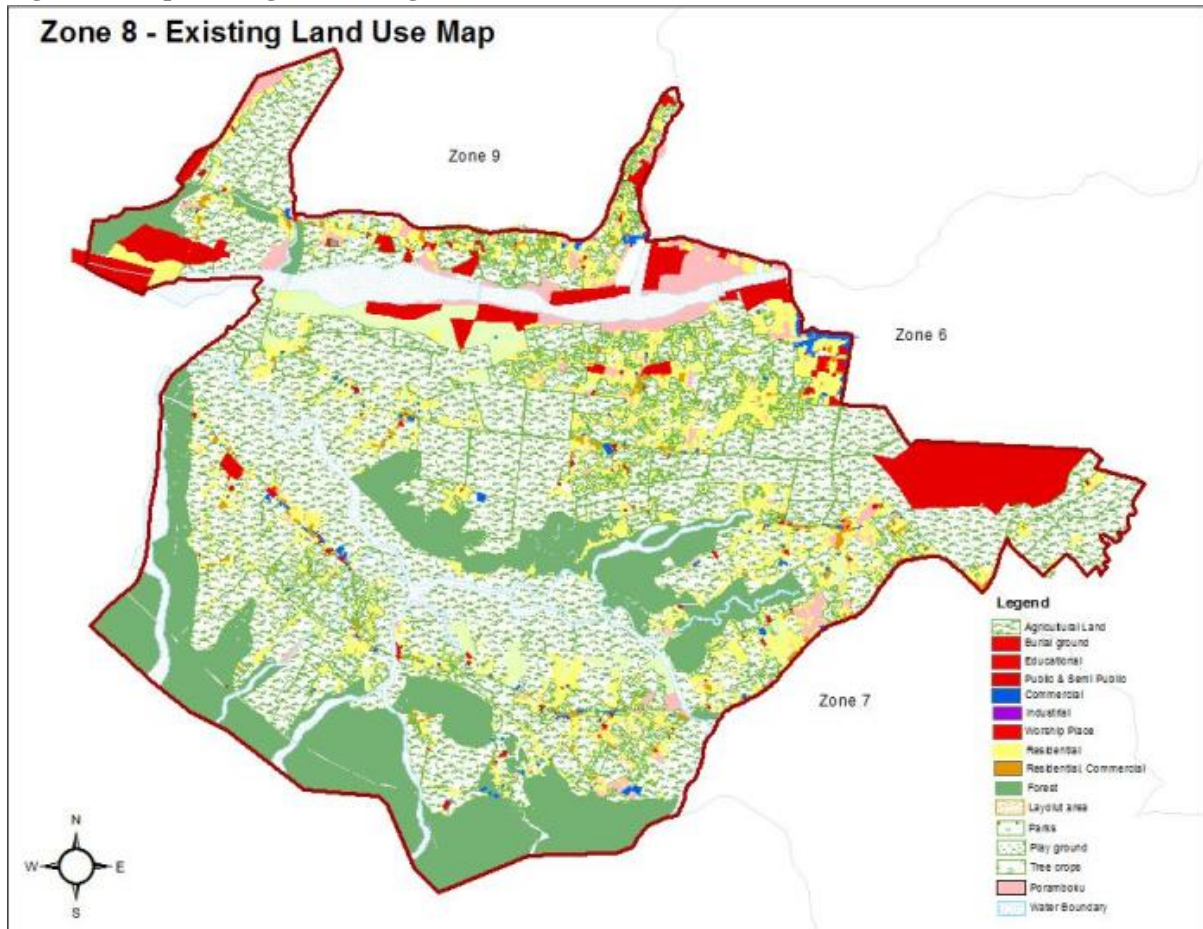 Zone 8 - Existing Land Use Map
Zone 9
Zone 6
Zone 7
Legend
Agricultural Land
Burial ground
Educational
Public & Semi Public
Commercial
Industrial
Worship Place
Residential
Residential, Commercial
Forest
Layout area
Parks
Play ground
Tree crops
Poramboku
Water Boundary
N
W
E
S